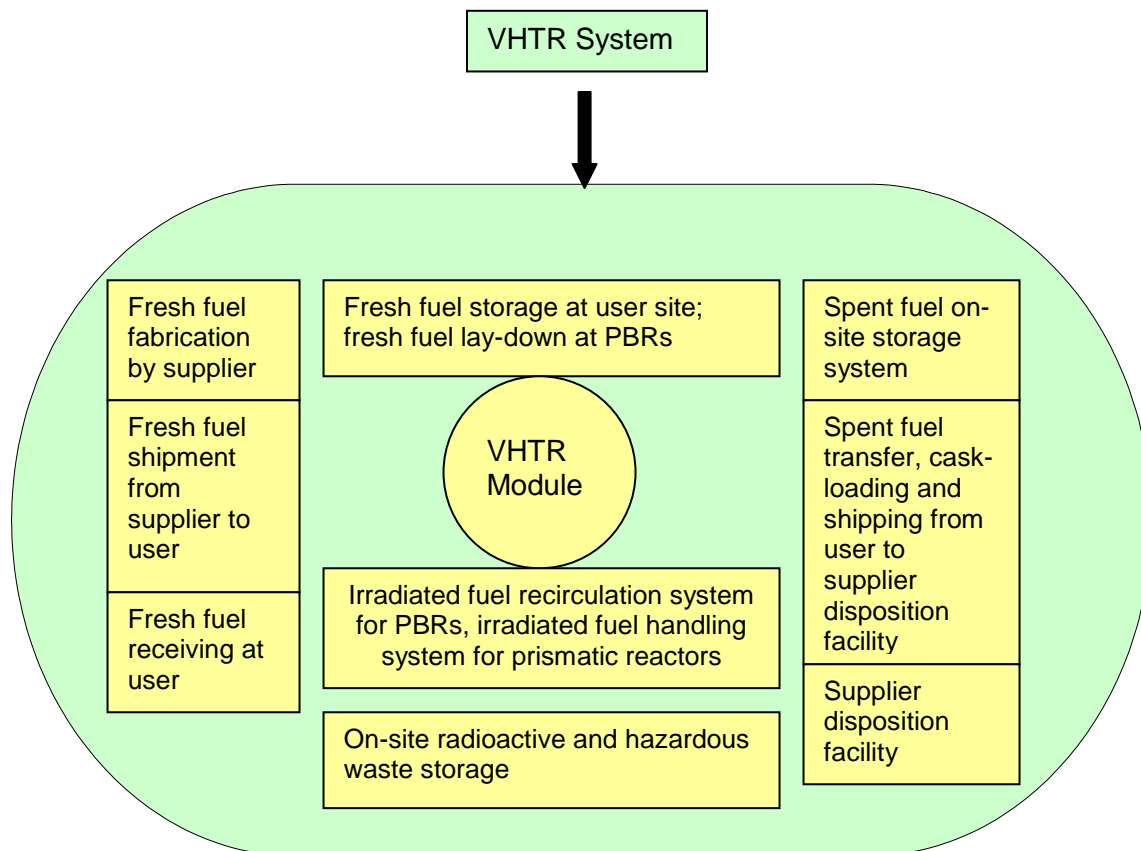 VHTR System
Fresh fuel
fabrication
by supplier
Fresh fuel
shipment
from
supplier to
user
Fresh fuel
receiving at
user
Fresh fuel storage at user site;
fresh fuel lay-down at PBRs
VHTR
Module
Irradiated fuel recirculation system
for PBRs, irradiated fuel handling
system for prismatic reactors
On-site radioactive and hazardous
waste storage
Spent fuel on-
site storage
system
Spent fuel
transfer, cask-
loading and
shipping from
user to
supplier
disposition
facility
Supplier
disposition
facility